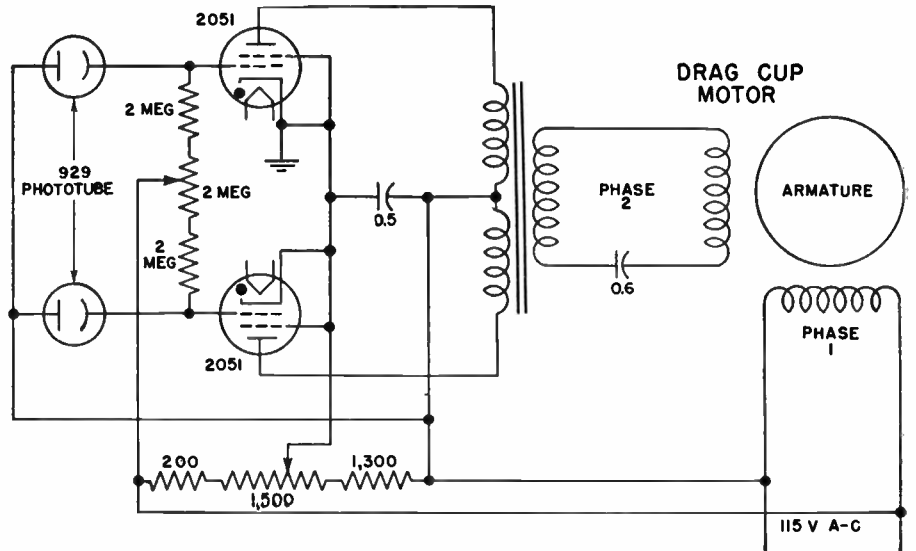 2051
2 MEG
929
PHOTOTUBE
2 MEG
2
MEG
2051
0.5
DRAG CUP
MOTOR
PHASE
2
ARMATURE
0.6
PHASE
1
200
1,500
1,300
115 V A-C